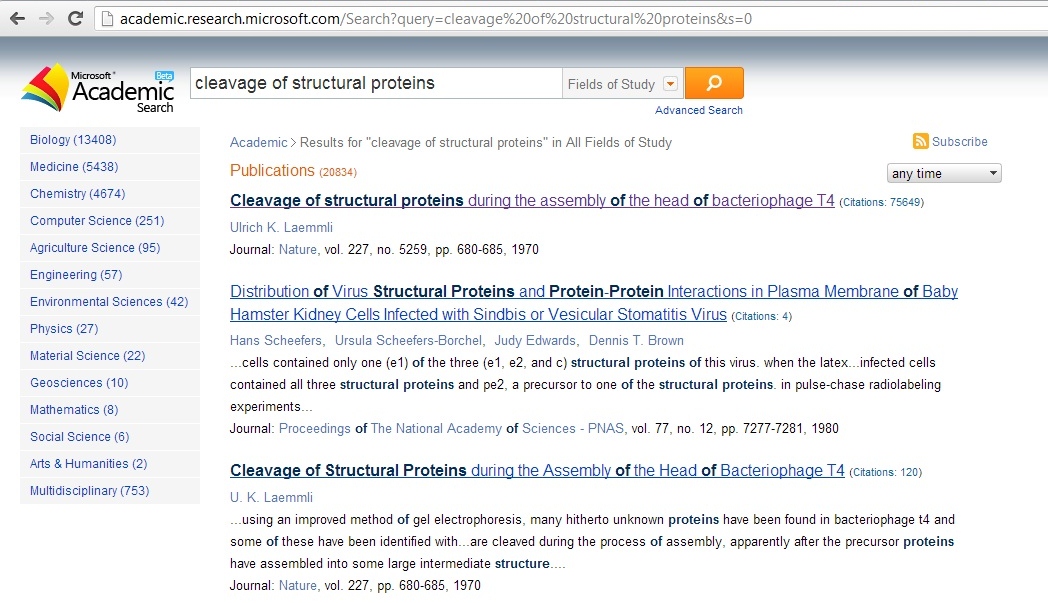 academic.research.microsoft.com/Search?query=cleavage%20of%20structural%20proteins&s=0
Microsoft® Beta
Academic
Search
cleavage of structural proteins
Fields of Study
Advanced Search
Biology (13408)
Medicine (5438)
Chemistry (4674)
Computer Science (251)
Agriculture Science (95)
Engineering (57)
Environmental Sciences (42)
Physics (27)
Material Science (22)
Geosciences (10)
Mathematics (8)
Social Science (6)
Arts & Humanities (2)
Multidisciplinary (753)
Academic > Results for "cleavage of structural proteins" in All Fields of Study
Subscribe
Publications (20834)
any time
Cleavage of structural proteins during the assembly of the head of bacteriophage T4 (Citations: 75649)
Ulrich K. Laemmli
Journal: Nature, vol. 227, no. 5259, pp. 680-685, 1970
Distribution of Virus Structural Proteins and Protein-Protein Interactions in Plasma Membrane of Baby
Hamster Kidney Cells Infected with Sindbis or Vesicular Stomatitis Virus (Citations: 4)
Hans Scheefers, Ursula Scheefers-Borchel, Judy Edwards, Dennis T. Brown
...cells contained only one (e1) of the three (e1, e2, and c) structural proteins of this virus. when the latex...infected cells
contained all three structural proteins and pe2, a precursor to one of the structural proteins. in pulse-chase radiolabeling
experiments...
Journal: Proceedings of The National Academy of Sciences - PNAS, vol. 77, no. 12, pp. 7277-7281, 1980
Cleavage of Structural Proteins during the Assembly of the Head of Bacteriophage T4 (Citations: 120)
U. K. Laemmli
...using an improved method of gel electrophoresis, many hitherto unknown proteins have been found in bacteriophage t4 and
some of these have been identified with...are cleaved during the process of assembly, apparently after the precursor proteins
have assembled into some large intermediate structure....
Journal: Nature, vol. 227, pp. 680-685, 1970